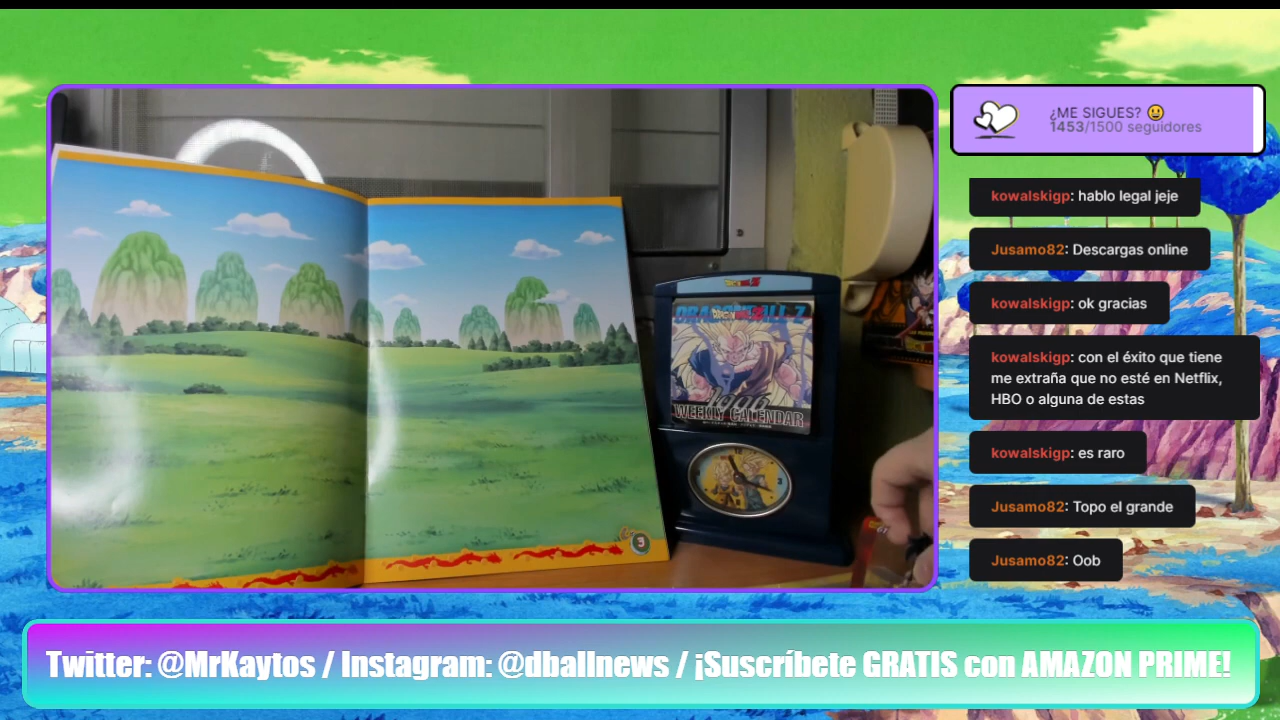 ¿ME SIGUES? 😃
1453/1500 seguidores
kowalskigp: hablo legal jeje
Jusamo82: Descargas online
kowalskigp: ok gracias
kowalskigp: con el éxito que tiene
me extraña que no esté en Netflix,
HBO o alguna de estas
kowalskigp: es raro
Jusamo82: Topo el grande
Jusamo82: Oob
DRAGON BALL Z
1996
WEEKLY CALENDAR
3
Twitter: @MrKaytos / Instagram: @dballnews / ¡Suscríbete GRATIS con AMAZON PRIME!